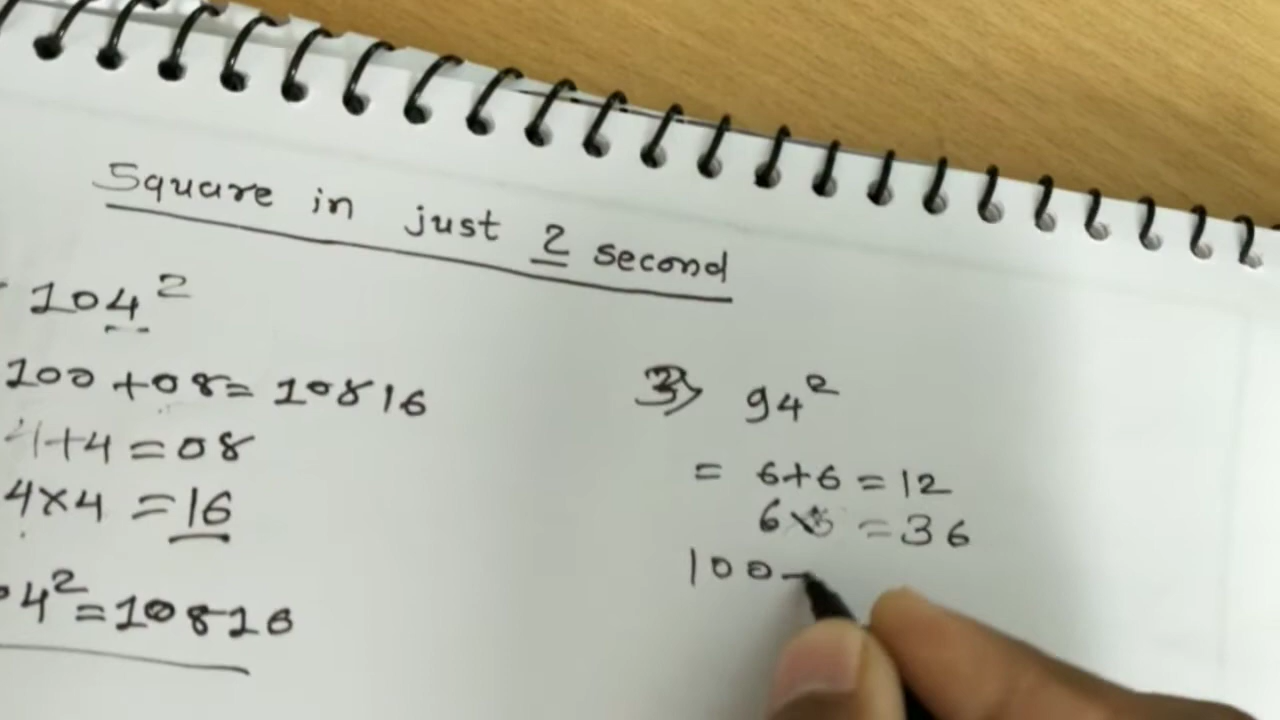 Square in just 2 second
104²
100 +08= 10816
4+4 =08
4×4 =16
4²=10816
3) 94²
= 6+6 =12
6× =36
100-